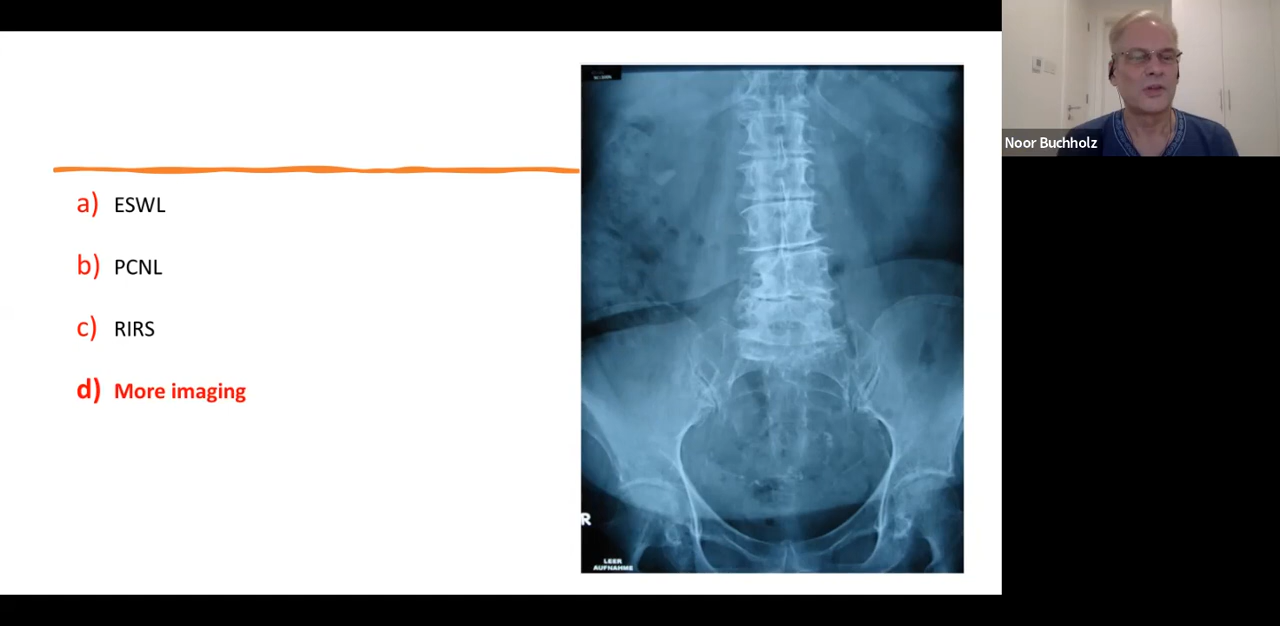 a) ESWL
b) PCNL
c) RIRS
d) More imaging
R
LEER
AUFNAHME
Noor Buchholz